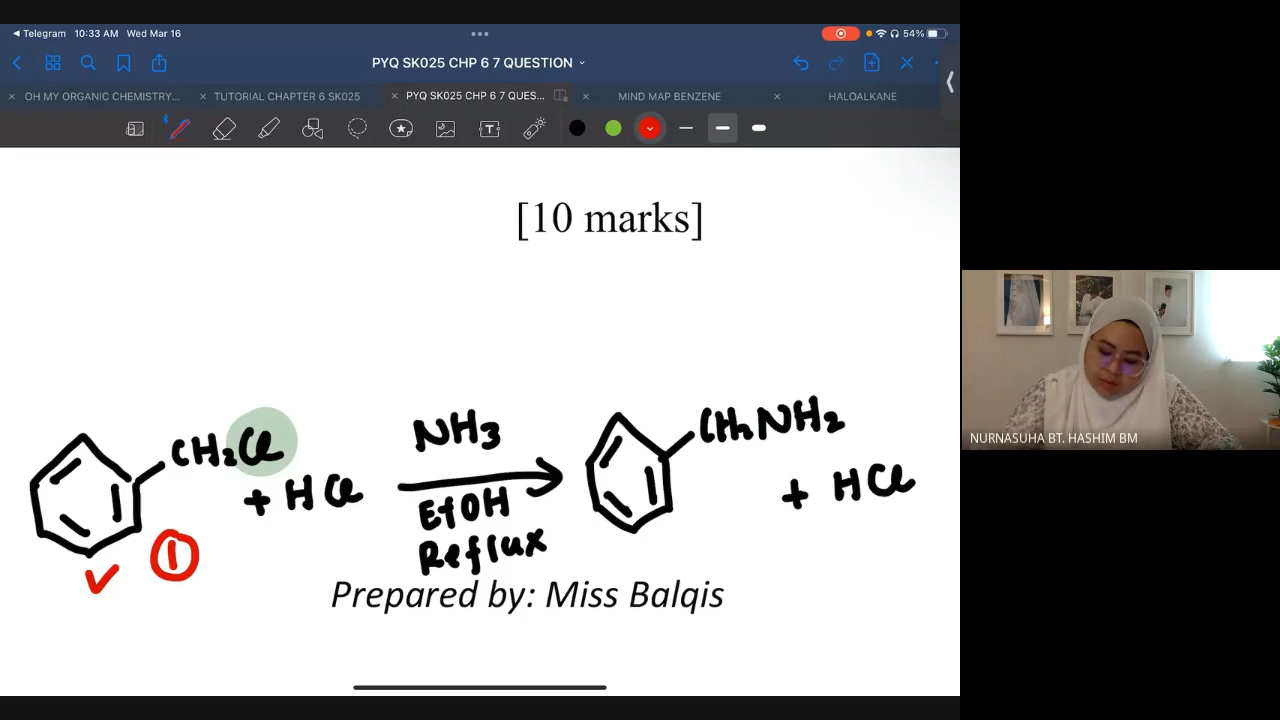 Telegram 10:33 AM Wed Mar 16 54%
PYQ SK025 CHP 6 7 QUESTION
OH MY ORGANIC CHEMISTRY... TUTORIAL CHAPTER 6 SK025 PYQ SK025 CHP 6 7 QUES... MIND MAP BENZENE HALOALKANE
T
[10 marks]
CH2Cl
+ HCl
1
NH3
EtOH
Reflux
CH2NH2
+ HCl
Prepared by: Miss Balqis
NURNASUHA BT. HASHIM BM